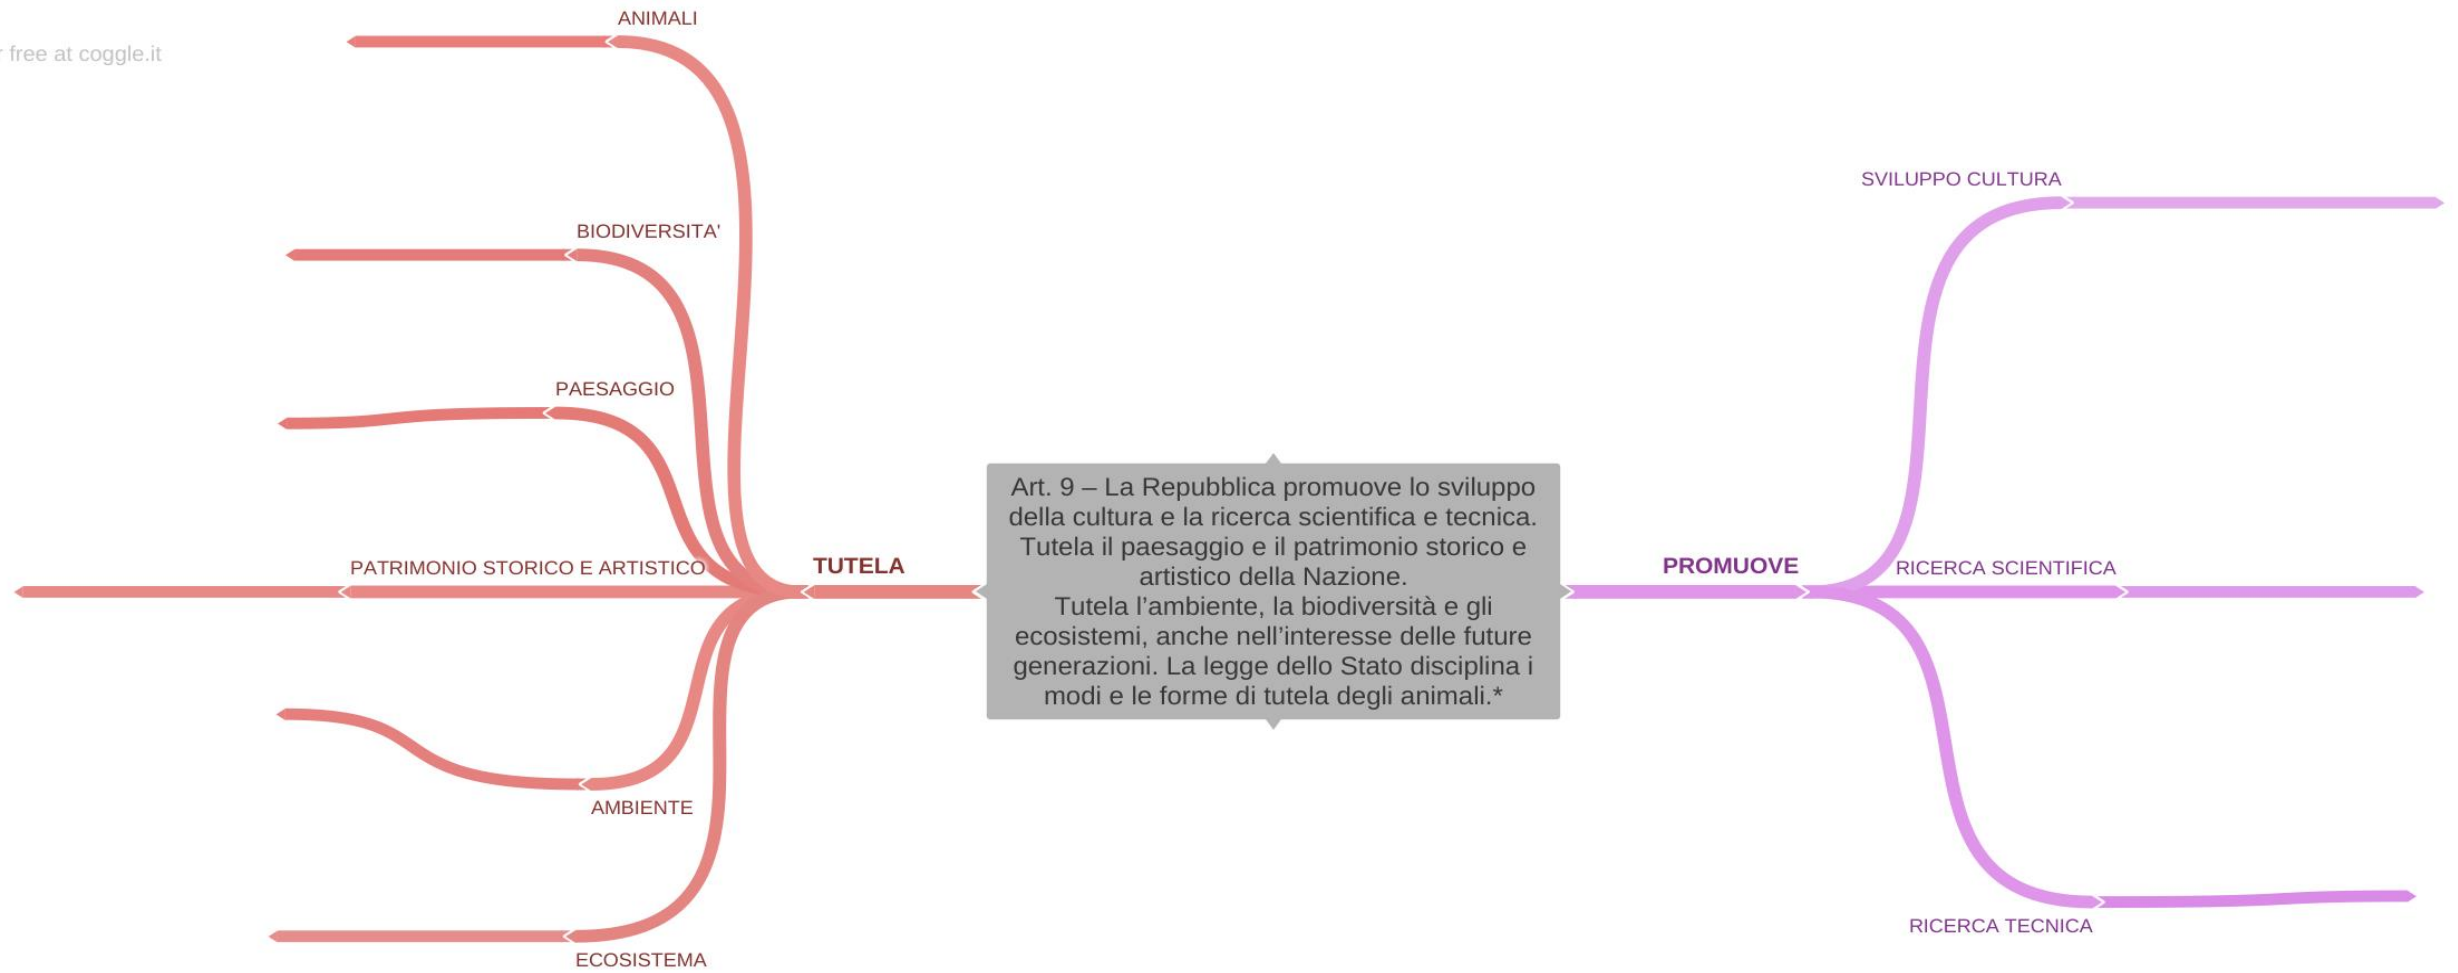 ANIMALI
r free at coggle.it
BIODIVERSITA'
PAESAGGIO
PATRIMONIO STORICO E ARTISTICO
AMBIENTE
ECOSISTEMA
TUTELA
Art. 9 – La Repubblica promuove lo sviluppo
della cultura e la ricerca scientifica e tecnica.
Tutela il paesaggio e il patrimonio storico e
artistico della Nazione.
Tutela l’ambiente, la biodiversità e gli
ecosistemi, anche nell’interesse delle future
generazioni. La legge dello Stato disciplina i
modi e le forme di tutela degli animali.*
PROMUOVE
SVILUPPO CULTURA
RICERCA SCIENTIFICA
RICERCA TECNICA